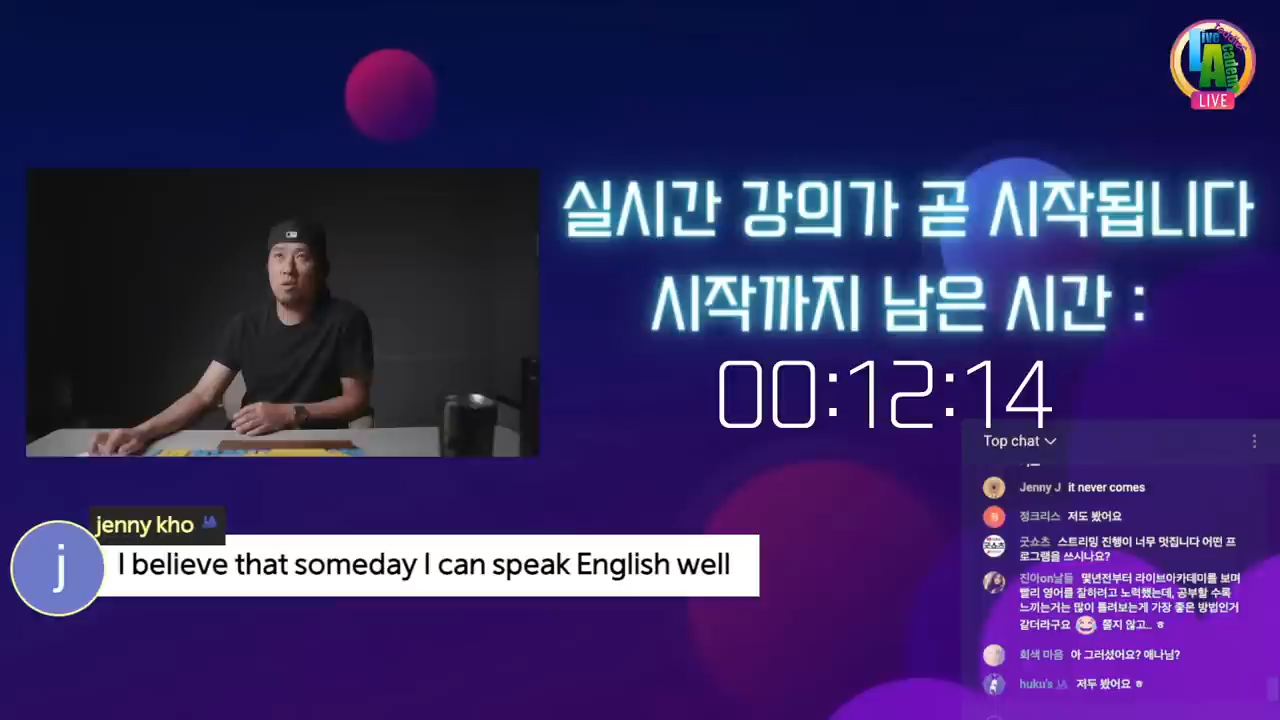 Live
Academy
LIVE
실시간 강의가 곧 시작됩니다
시작까지 남은 시간 :
00:12:14
jenny kho
j
I believe that someday I can speak English well
Top chat
Jenny J it never comes
정크리스 저도 봤어요
굿쇼츠 스트리밍 진행이 너무 멋집니다 어떤 프
로그램을 쓰시나요?
진아on날들 몇년전부터 라이브아카데미를 보며
빨리 영어를 잘하려고 노력했는데, 공부할 수록
느끼는거는 많이 틀려보는게 가장 좋은 방법인거
같더라구요 😂 쫄지 않고.. ㅎ
회색 마음 아 그러셨어요? 애나님?
huku's 저두 봤어요 ㅎ